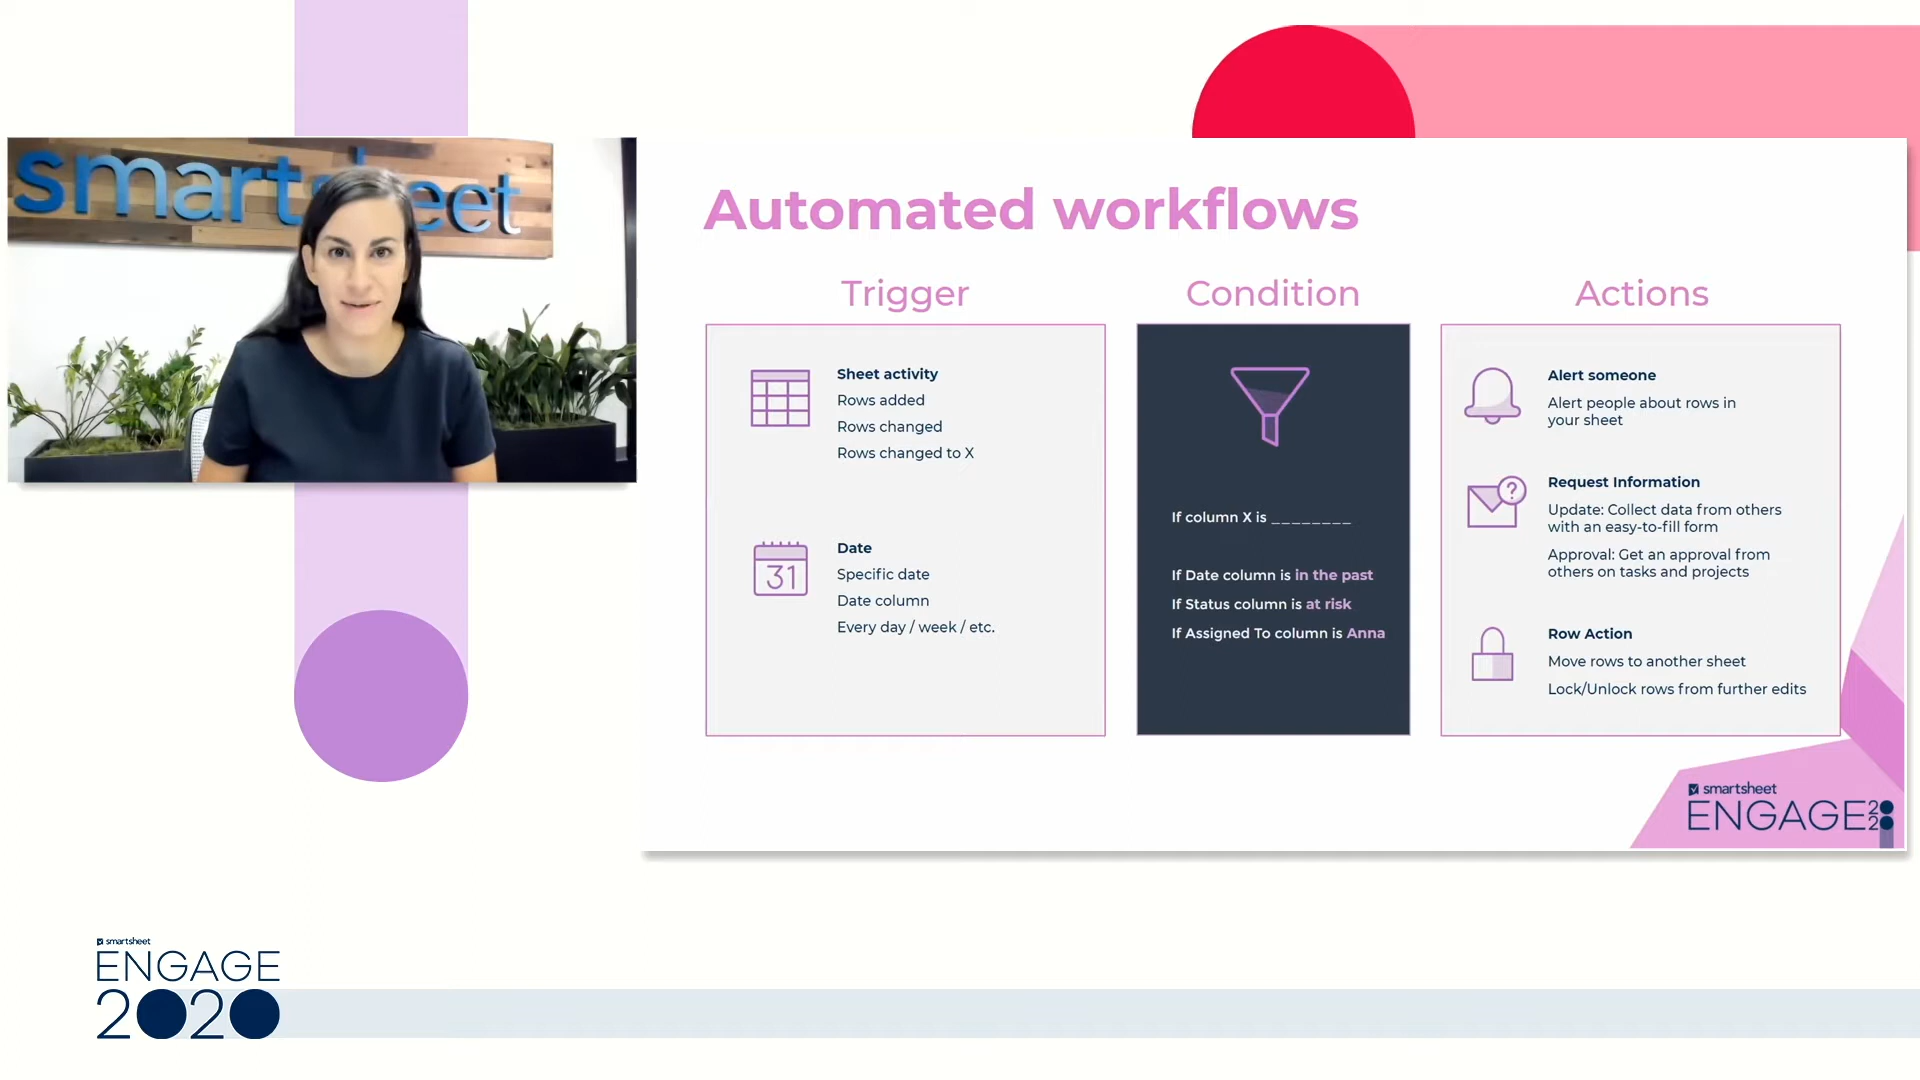 smartsheet
Automated workflows
Trigger
Sheet activity
Rows added
Rows changed
Rows changed to X
31
Date
Specific date
Date column
Every day / week / etc.
Condition
If column X is ________
If Date column is in the past
If Status column is at risk
If Assigned To column is Anna
Actions
Alert someone
Alert people about rows in
your sheet
?
Request Information
Update: Collect data from others
with an easy-to-fill form
Approval: Get an approval from
others on tasks and projects
Row Action
Move rows to another sheet
Lock/Unlock rows from further edits
smartsheet
ENGAGE 2020
smartsheet
ENGAGE
2020